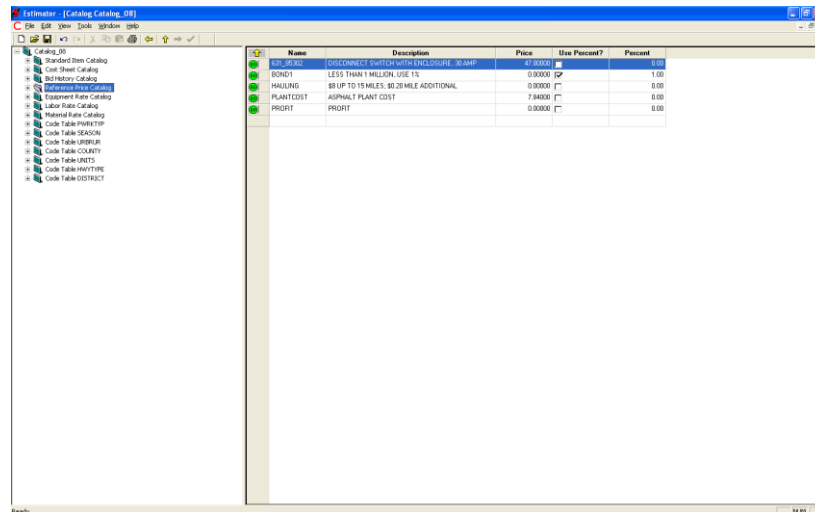 Estimator - [Catalog Catalog_08]
File Edit View Tools Window Help
Catalog_08
Standard Item Catalog
Cost Sheet Catalog
Bid History Catalog
Reference Price Catalog
Equipment Rate Catalog
Labor Rate Catalog
Material Rate Catalog
Code Table PWRKTYP
Code Table SEASON
Code Table URBRUR
Code Table COUNTY
Code Table UNITS
Code Table HWYTYPE
Code Table DISTRICT
Name Description Price Use Percent? Percent
631_95302 DISCONNECT SWITCH WITH ENCLOSURE, 30 AMP 47.80000 0.00
BOND1 LESS THAN 1 MILLION, USE 1% 0.00000 1.00
HAULING $8 UP TO 15 MILES; $0.20 MILE ADDITIONAL 0.00000 0.00
PLANTCOST ASPHALT PLANT COST 7.84000 0.00
PROFIT PROFIT 0.00000 0.00
Ready NUM